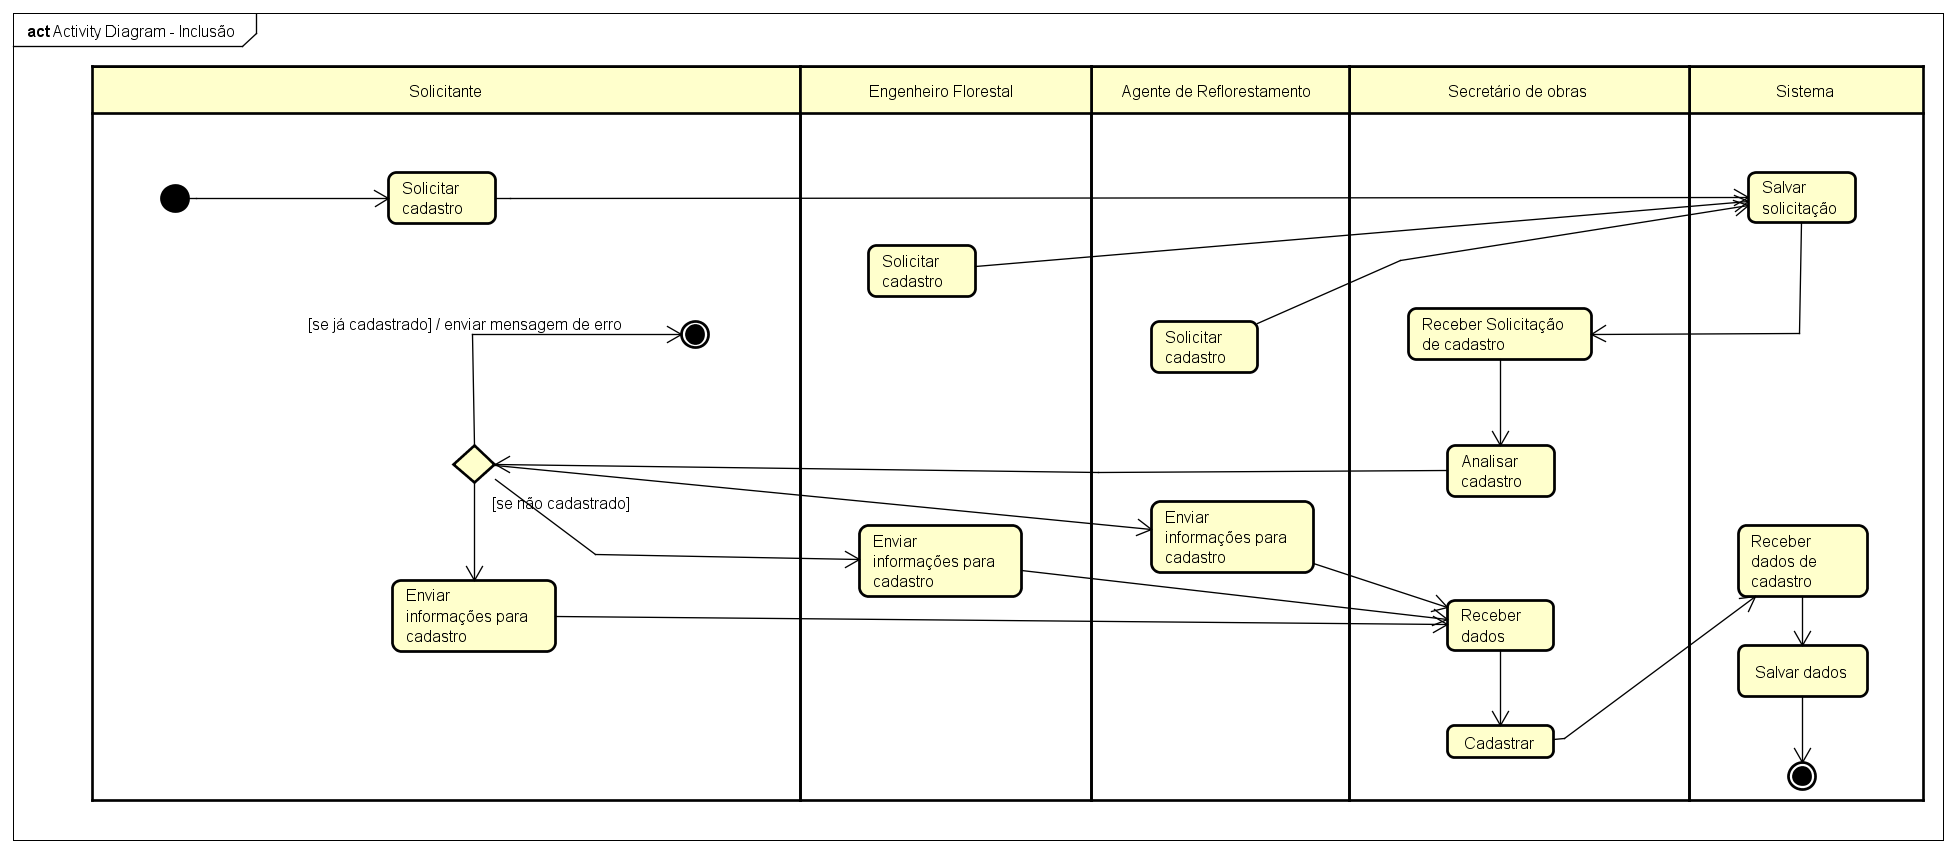 act Activity Diagram - Inclusão
Solicitante
Engenheiro Florestal
Agente de Reflorestamento
Secretário de obras
Sistema
Solicitar
cadastro
Salvar
solicitação
Solicitar
cadastro
[se já cadastrado] / enviar mensagem de erro
Solicitar
cadastro
Receber Solicitação
de cadastro
Analisar
cadastro
[se não cadastrado]
Enviar
informações para
cadastro
Enviar
informações para
cadastro
Receber
dados de
cadastro
Enviar
informações para
cadastro
Receber
dados
Salvar dados
Cadastrar